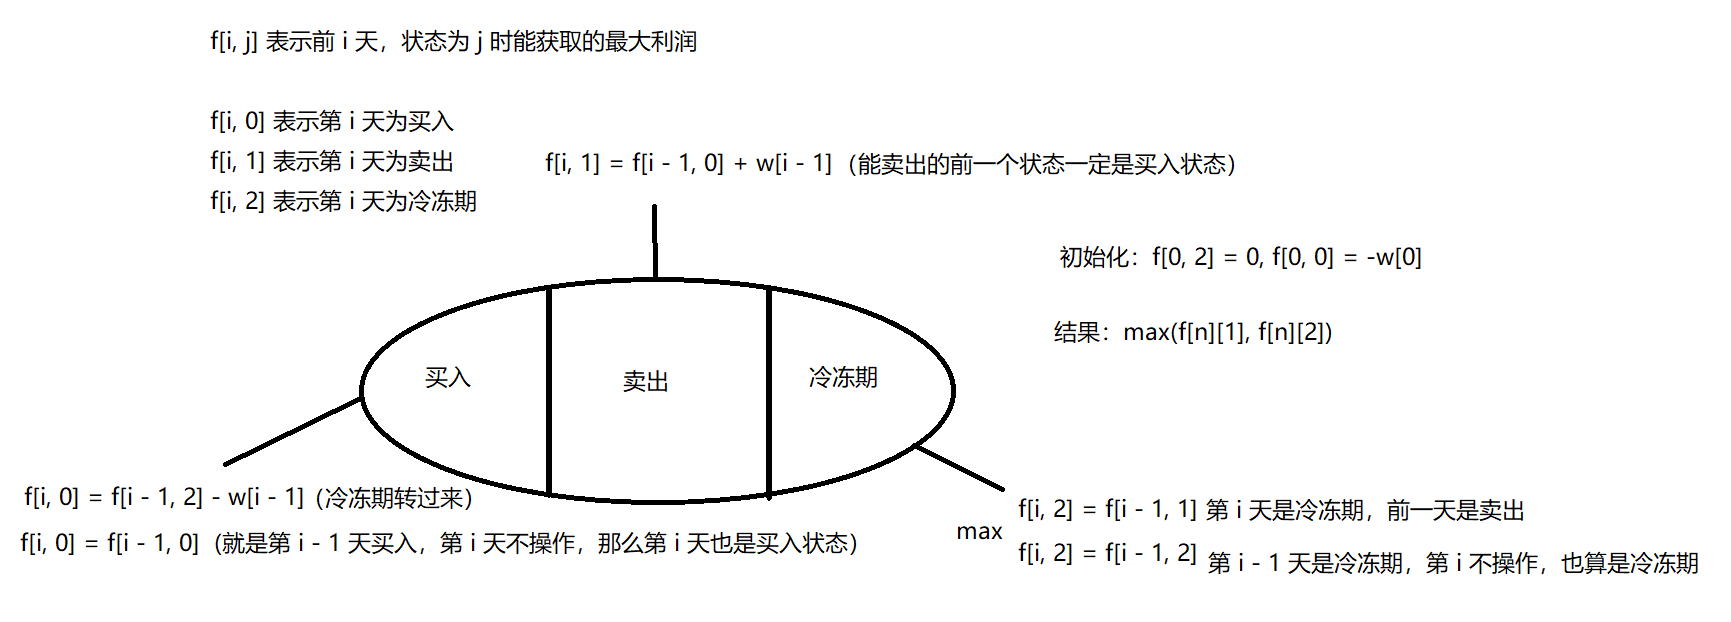 f[i, j] 表示前 i 天，状态为 j 时能获取的最大利润
f[i, 0] 表示第 i 天为买入
f[i, 1] 表示第 i 天为卖出
f[i, 2] 表示第 i 天为冷冻期
f[i, 1] = f[i - 1, 0] + w[i - 1]（能卖出的前一个状态一定是买入状态）
初始化：f[0, 2] = 0, f[0, 0] = -w[0]
结果：max(f[n][1], f[n][2])
买入
卖出
冷冻期
f[i, 0] = f[i - 1, 2] - w[i - 1]（冷冻期转过来）
f[i, 0] = f[i - 1, 0]（就是第 i - 1 天买入，第 i 天不操作，那么第 i 天也是买入状态）
max
f[i, 2] = f[i - 1, 1] 第 i 天是冷冻期，前一天是卖出
f[i, 2] = f[i - 1, 2] 第 i - 1 天是冷冻期，第 i 不操作，也算是冷冻期